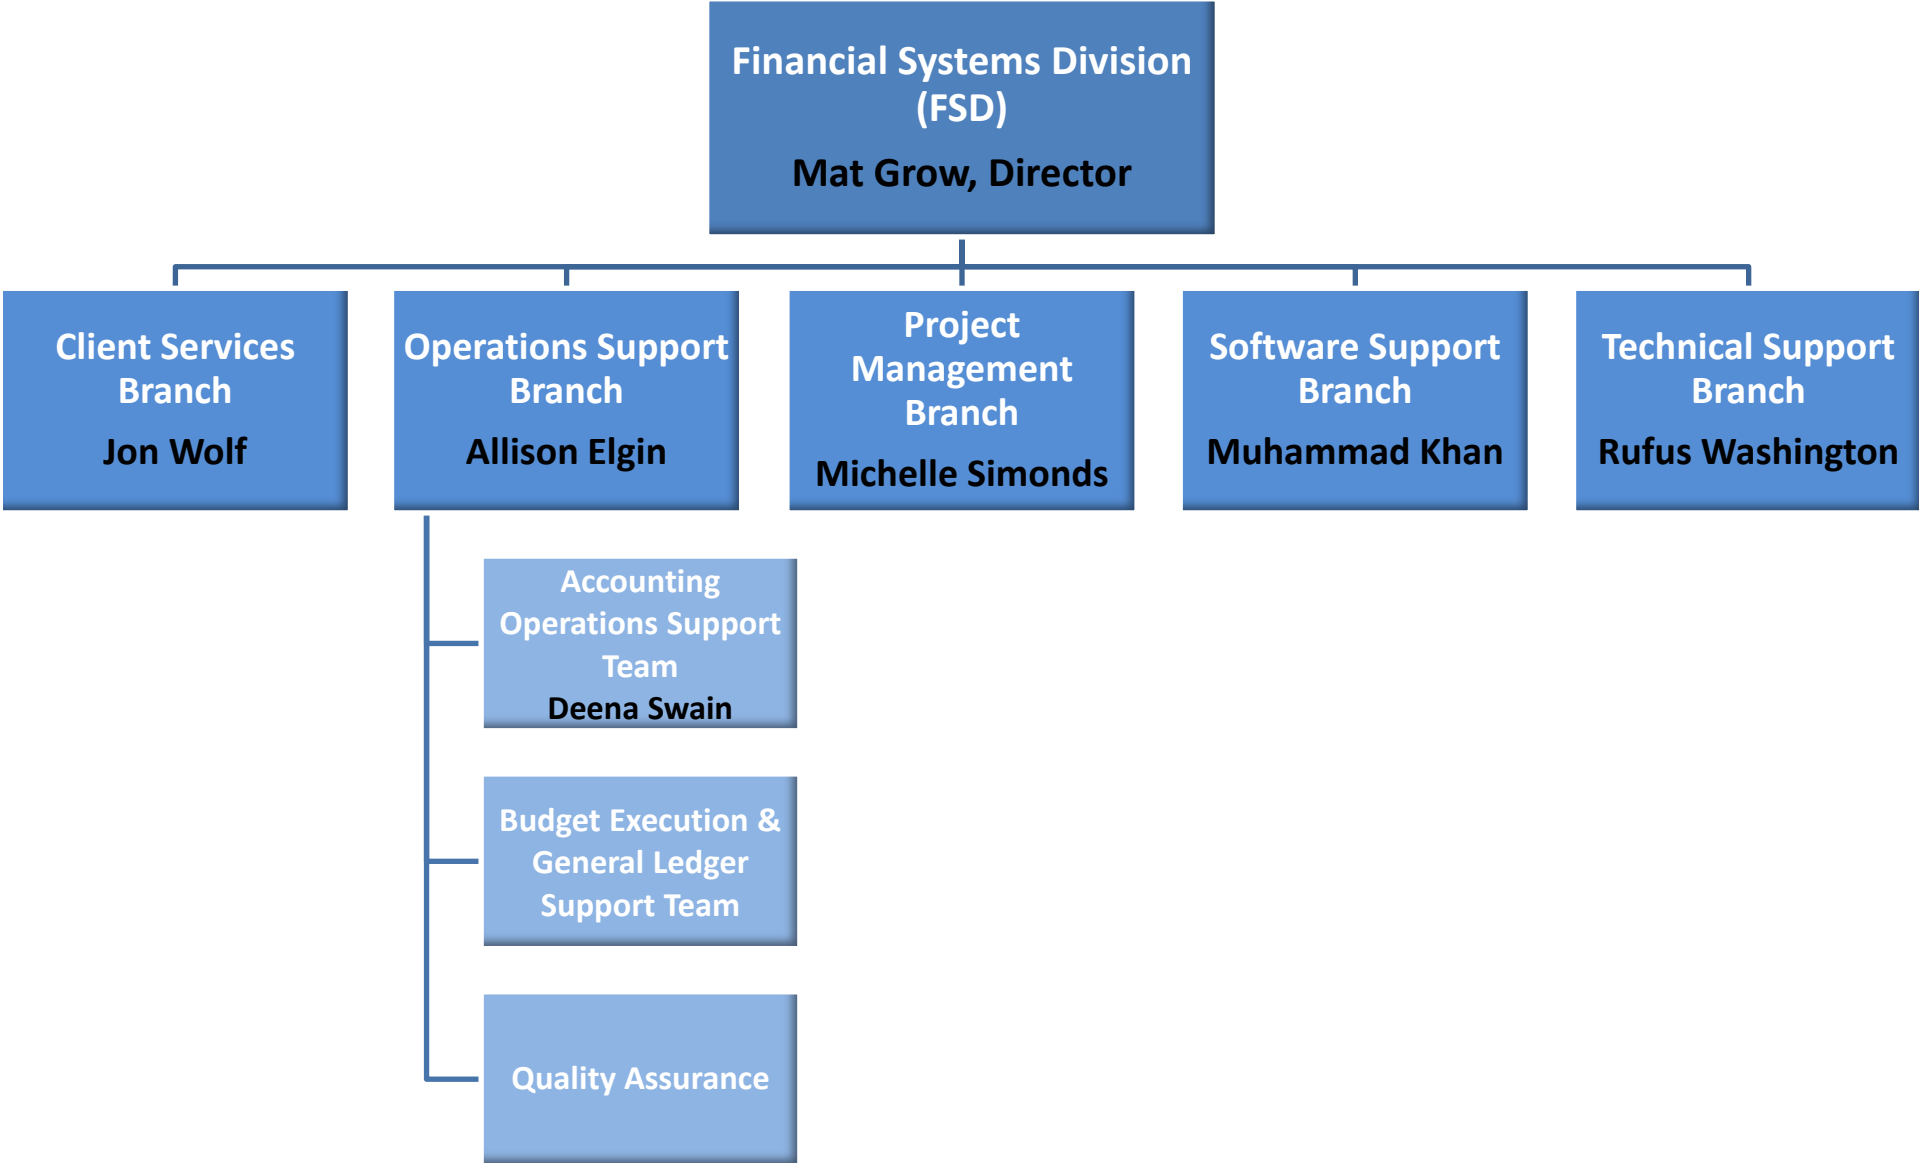 Financial Systems Division
(FSD)
Mat Grow, Director
Client Services
Branch
Jon Wolf
Operations Support
Branch
Allison Elgin
Project
Management
Branch
Michelle Simonds
Software Support
Branch
Muhammad Khan
Technical Support
Branch
Rufus Washington
Accounting
Operations Support
Team
Deena Swain
Budget Execution &
General Ledger
Support Team
Quality Assurance